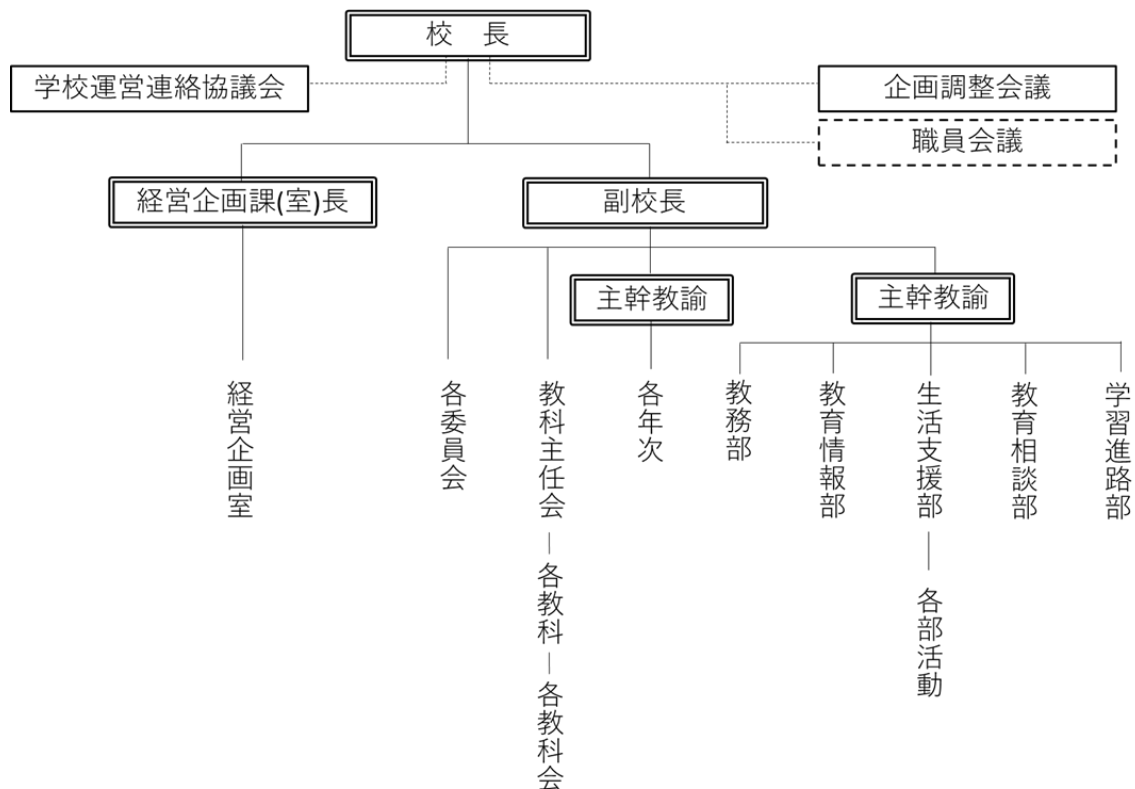 校　長
学校運営連絡協議会
企画調整会議
職員会議
経営企画課(室)長
副校長
主幹教諭
主幹教諭
経営企画室
各委員会
教科主任会
各教科
各教科会
各年次
教務部
教育情報部
生活支援部
各部活動
教育相談部
学習進路部